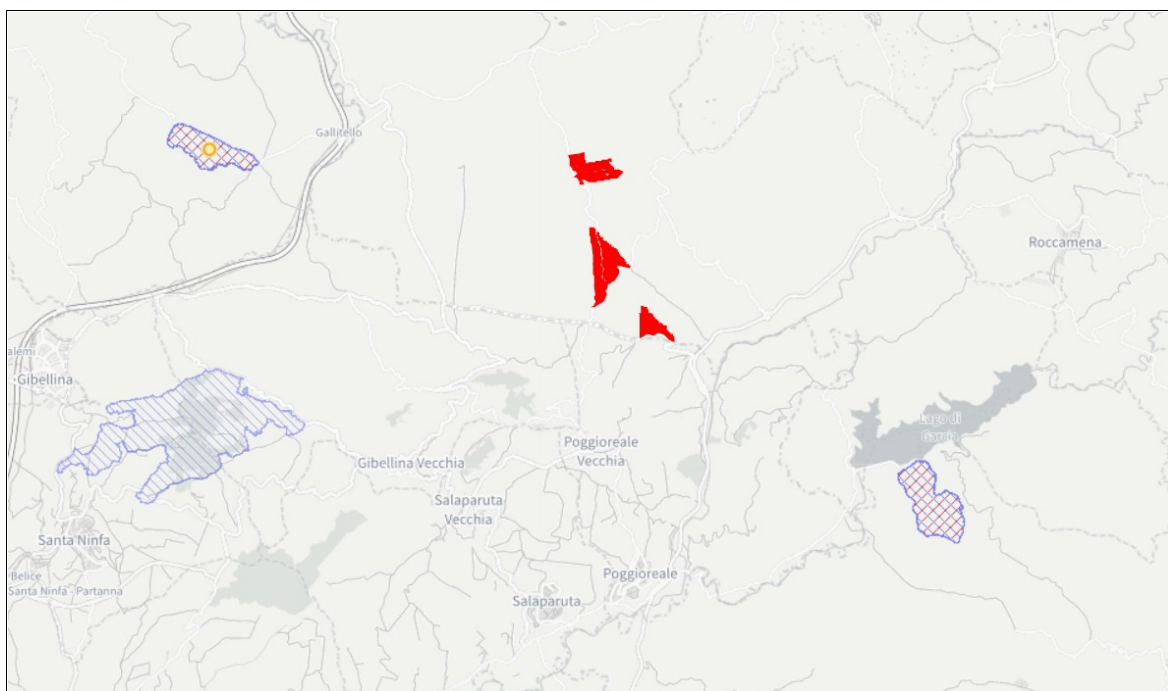 Gallitello
Roccamena
alemi
Gibellina
Lago di
Garcia
Poggioreale
Vecchia
Gibellina Vecchia
Salaparuta
Vecchia
Santa Ninfa
Poggioreale
Belice
Santa Ninfa - Partanna
Salaparuta